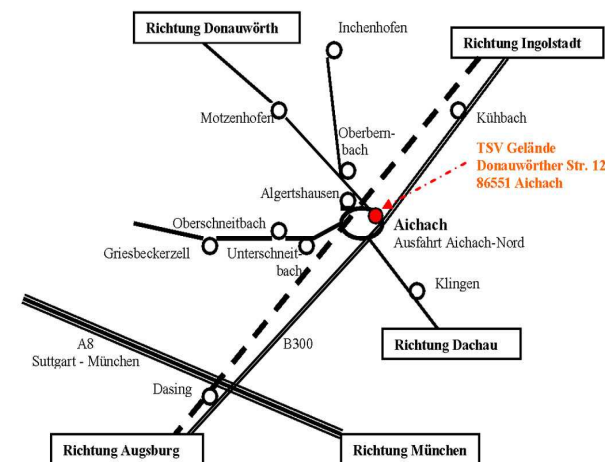 Richtung Donauwörth
Inchenhofen
Richtung Ingolstadt
Motzenhofen
Kühbach
Oberbern-
bach
TSV Gelände
Donauwörther Str. 12
86551 Aichach
Algertshausen
Aichach
Ausfahrt Aichach-Nord
Oberschneitbach
Griesbeckerzell
Unterschneit-
bach
Klingen
A8
Suttgart - München
B300
Richtung Dachau
Dasing
Richtung Augsburg
Richtung München